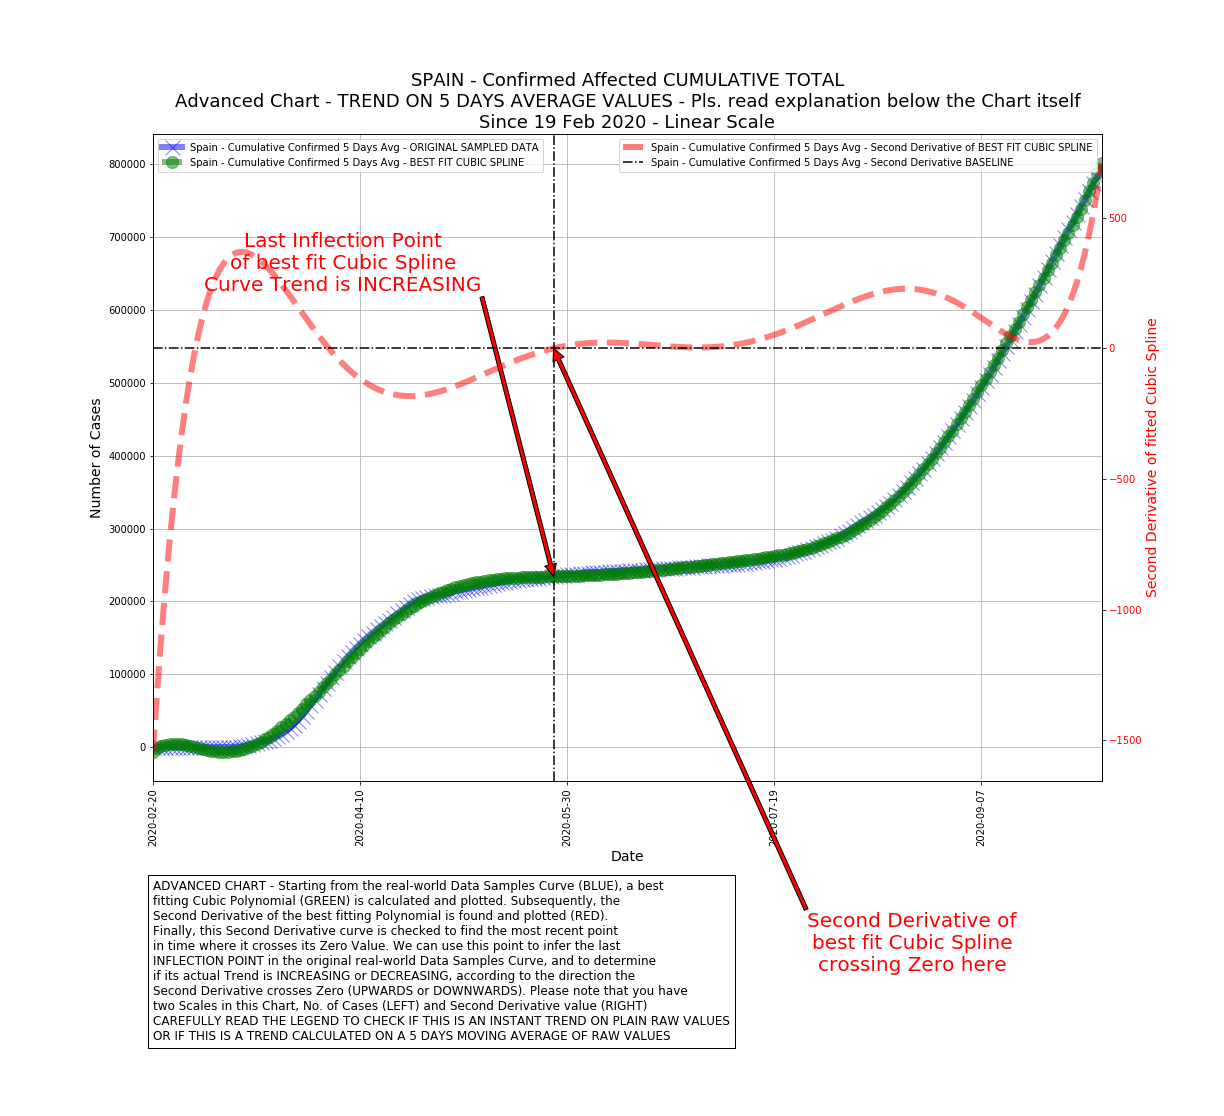 SPAIN - Confirmed Affected CUMULATIVE TOTAL
Advanced Chart - TREND ON 5 DAYS AVERAGE VALUES - Pls. read explanation below the Chart itself
Since 19 Feb 2020 - Linear Scale
Spain - Cumulative Confirmed 5 Days Avg - ORIGINAL SAMPLED DATA
Spain - Cumulative Confirmed 5 Days Avg - BEST FIT CUBIC SPLINE
Spain - Cumulative Confirmed 5 Days Avg - Second Derivative of BEST FIT CUBIC SPLINE
Spain - Cumulative Confirmed 5 Days Avg - Second Derivative BASELINE
Last Inflection Point
of best fit Cubic Spline
Curve Trend is INCREASING
Number of Cases
800000
700000
600000
500000
400000
300000
200000
100000
0
Second Derivative of fitted Cubic Spline
500
0
−500
−1000
−1500
2020-02-20
2020-04-10
2020-05-30
2020-07-19
2020-09-07
Date
Second Derivative of
best fit Cubic Spline
crossing Zero here
ADVANCED CHART - Starting from the real-world Data Samples Curve (BLUE), a best
fitting Cubic Polynomial (GREEN) is calculated and plotted. Subsequently, the
Second Derivative of the best fitting Polynomial is found and plotted (RED).
Finally, this Second Derivative curve is checked to find the most recent point
in time where it crosses its Zero Value. We can use this point to infer the last
INFLECTION POINT in the original real-world Data Samples Curve, and to determine
if its actual Trend is INCREASING or DECREASING, according to the direction the
Second Derivative crosses Zero (UPWARDS or DOWNWARDS). Please note that you have
two Scales in this Chart, No. of Cases (LEFT) and Second Derivative value (RIGHT)
CAREFULLY READ THE LEGEND TO CHECK IF THIS IS AN INSTANT TREND ON PLAIN RAW VALUES
OR IF THIS IS A TREND CALCULATED ON A 5 DAYS MOVING AVERAGE OF RAW VALUES